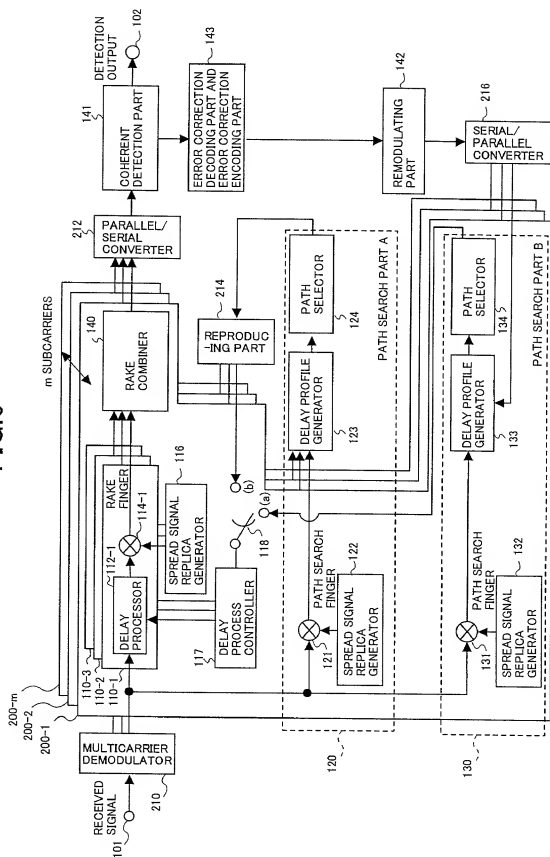 m SUBCARRIERS
200-m
200-2
200-1
RECEIVED
SIGNAL
101
MULTICARRIER
DEMODULATOR
210
110-3
110-2
110-1
112-1
DELAY
PROCESSOR
RAKE
FINGER
114-1
116
SPREAD SIGNAL
REPLICA
GENERATOR
140
RAKE
COMBINER
212
PARALLEL/
SERIAL
CONVERTER
141
COHERENT
DETECTION PART
DETECTION
OUTPUT
102
143
ERROR CORRECTION
DECODING PART AND
ERROR CORRECTION
ENCODING PART
142
REMODULATING
PART
216
SERIAL/
PARALLEL
CONVERTER
117
DELAY
PROCESS
CONTROLLER
118
(b)
(a)
214
REPRODUC
-ING PART
120
121
PATH SEARCH
FINGER
122
SPREAD SIGNAL
REPLICA
GENERATOR
DELAY PROFILE
GENERATOR
123
PATH
SELECTOR
124
PATH SEARCH PART A
130
131
PATH SEARCH
FINGER
132
SPREAD SIGNAL
REPLICA
GENERATOR
DELAY PROFILE
GENERATOR
133
PATH
SELECTOR
134
PATH SEARCH PART B